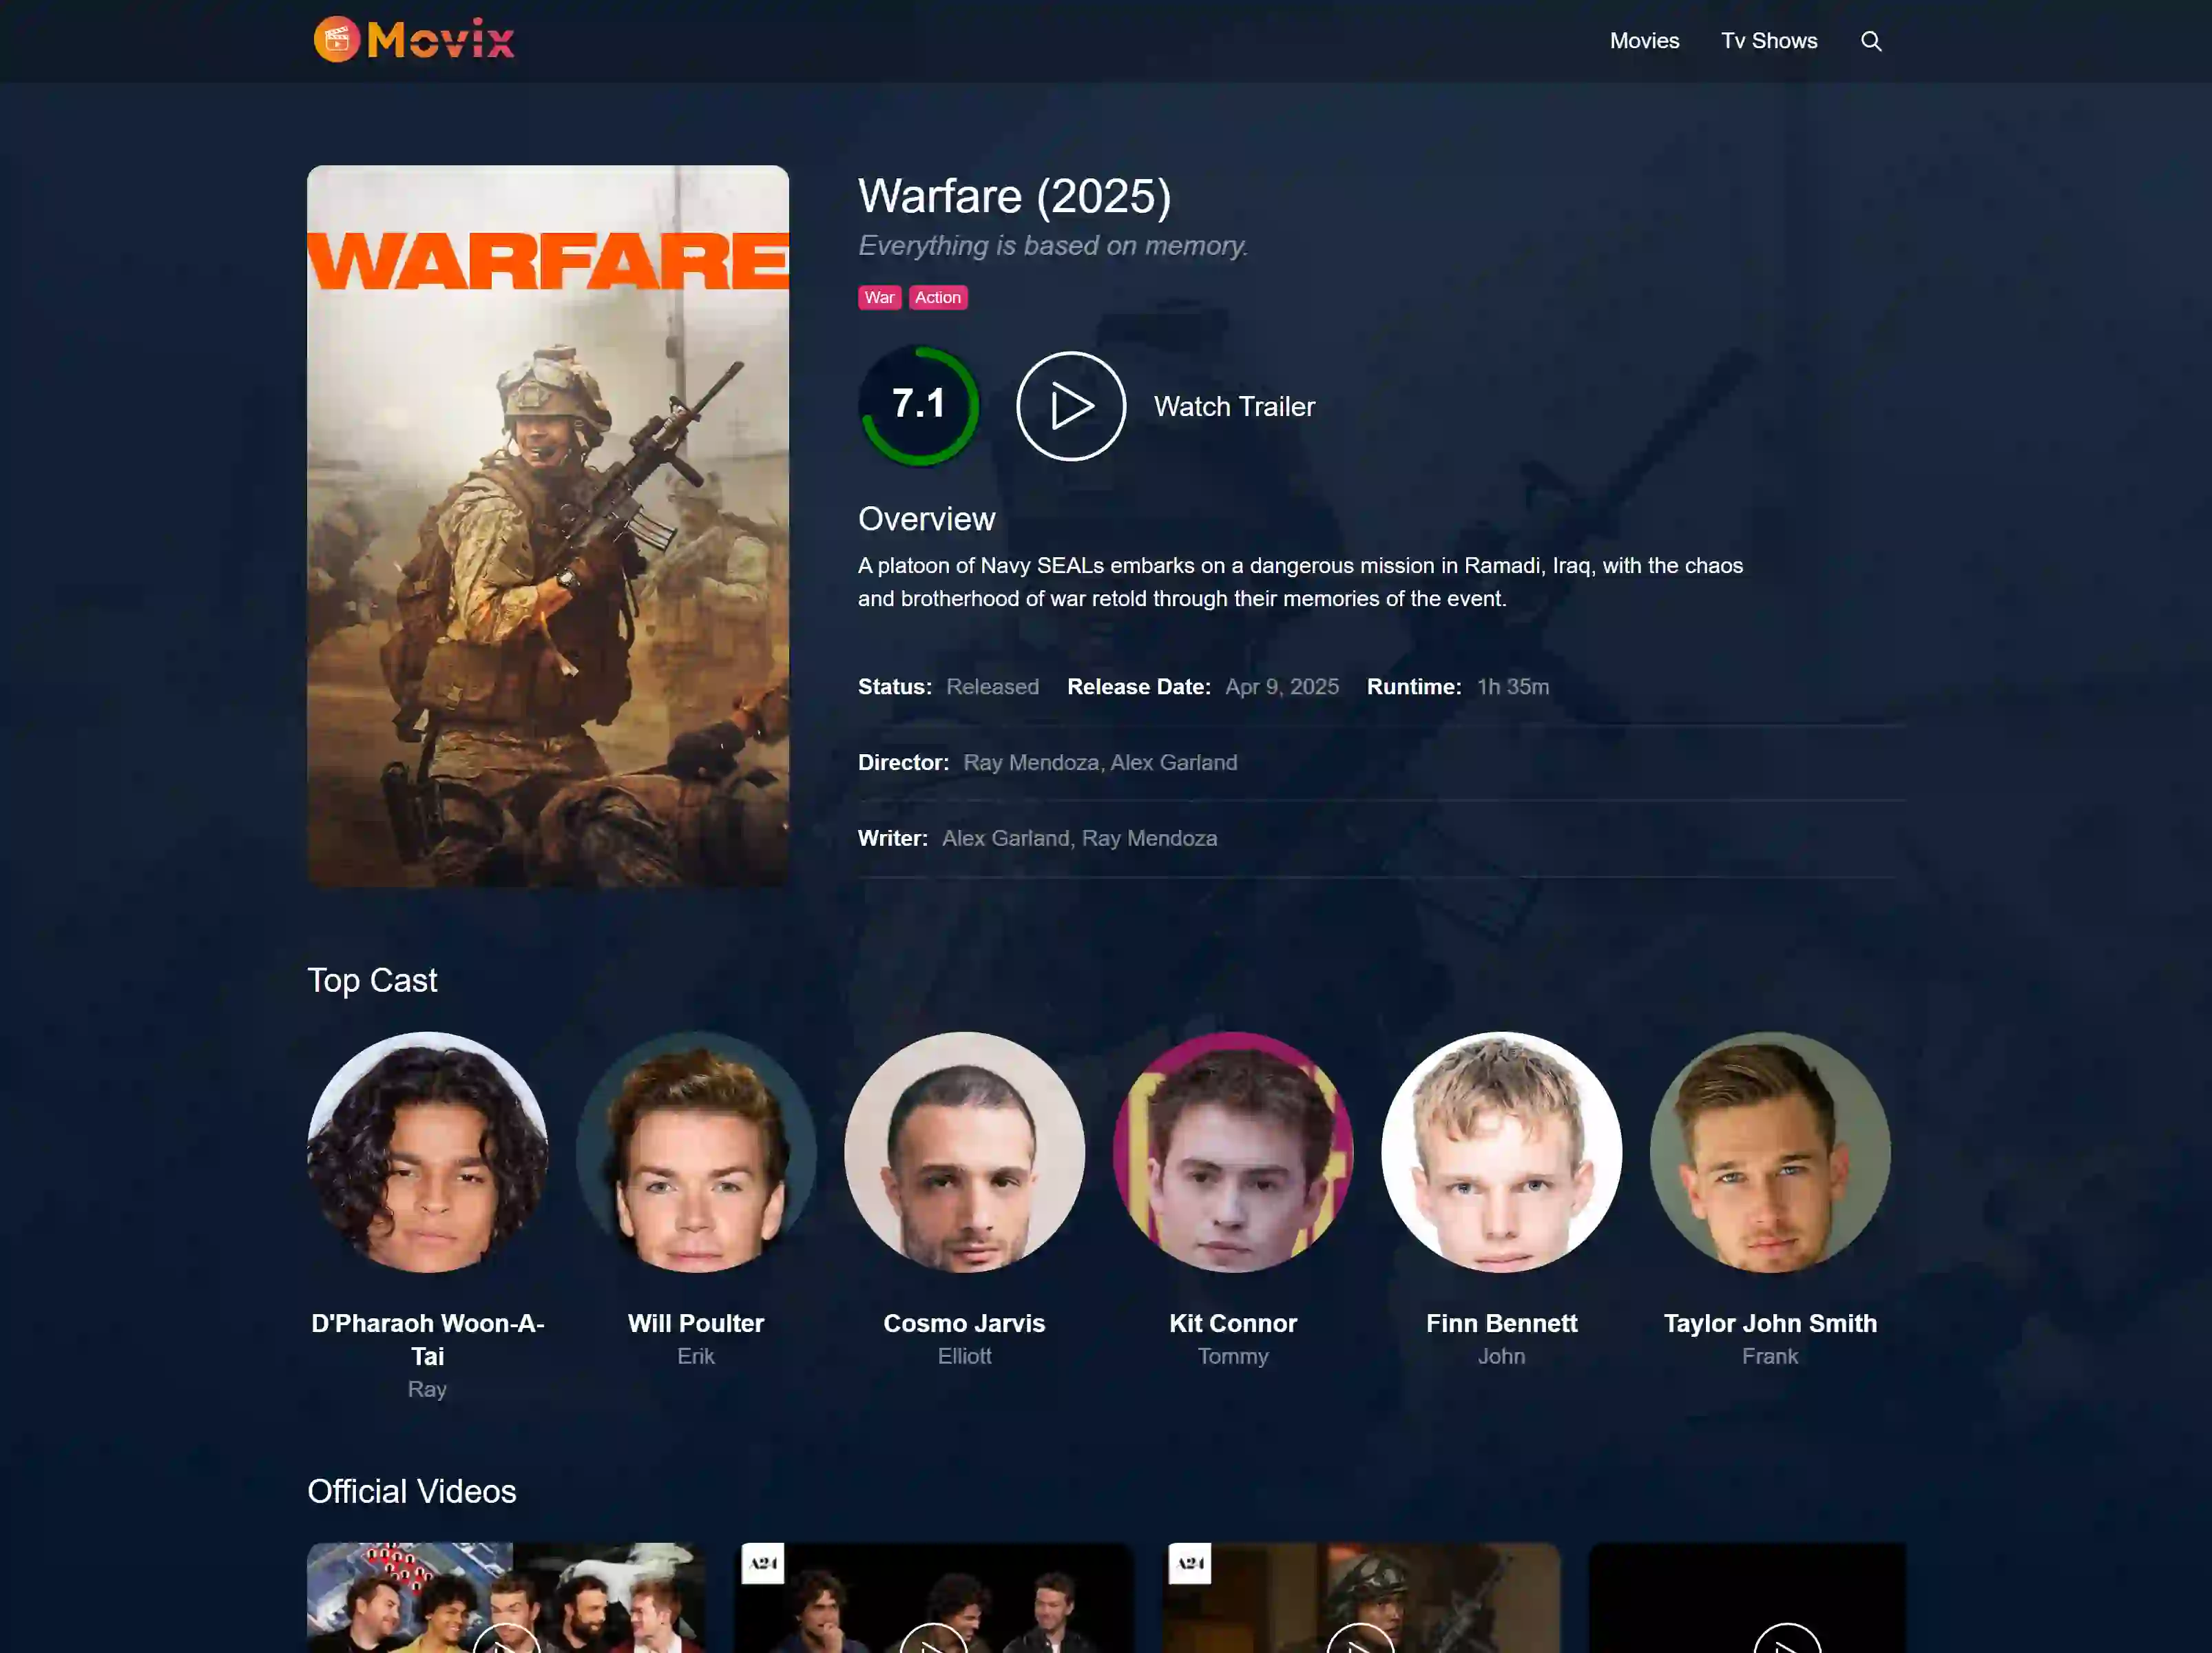 Movix
Movies
Tv Shows
WARFARE
Warfare (2025)
Everything is based on memory.
War
Action
7.1
Watch Trailer
Overview
A platoon of Navy SEALs embarks on a dangerous mission in Ramadi, Iraq, with the chaos
and brotherhood of war retold through their memories of the event.
Status: Released Release Date: Apr 9, 2025 Runtime: 1h 35m
Director: Ray Mendoza, Alex Garland
Writer: Alex Garland, Ray Mendoza
Top Cast
D'Pharaoh Woon-A-
Tai
Ray
Will Poulter
Erik
Cosmo Jarvis
Elliott
Kit Connor
Tommy
Finn Bennett
John
Taylor John Smith
Frank
Official Videos
A24
A24